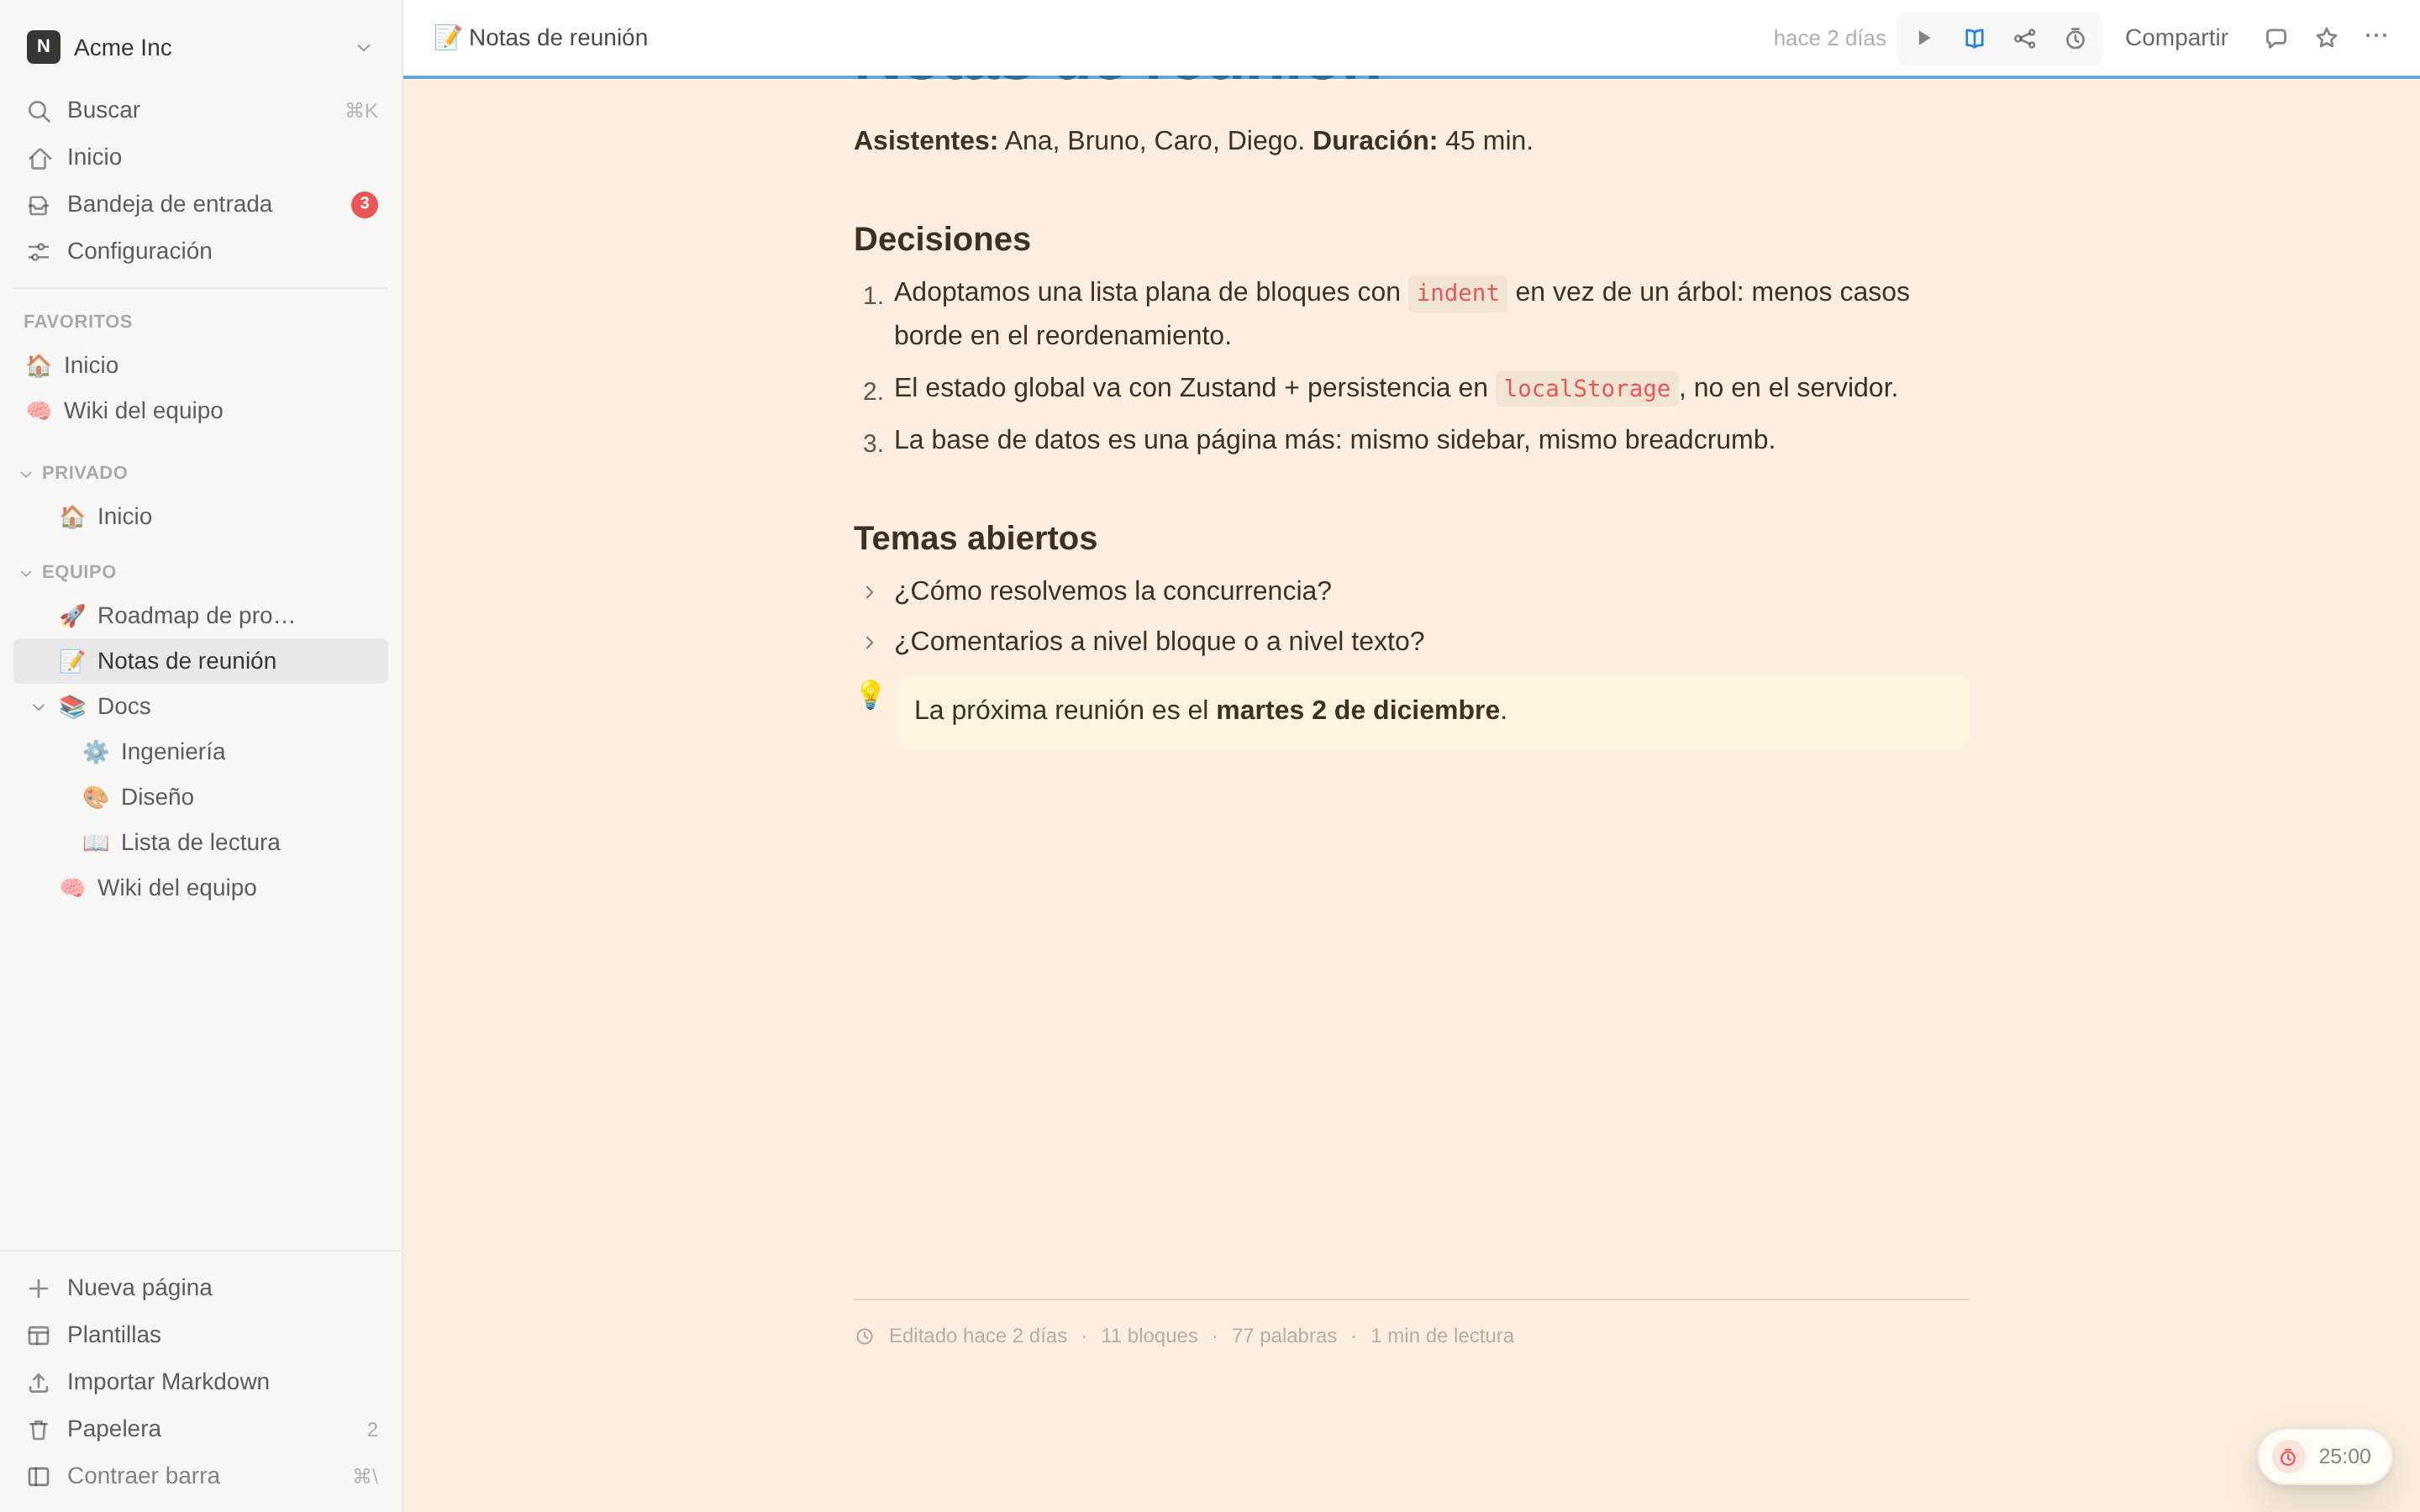 N Acme Inc
Buscar ⌘K
Inicio
Bandeja de entrada 3
Configuración
FAVORITOS
🏠 Inicio
🧠 Wiki del equipo
PRIVADO
🏠 Inicio
EQUIPO
🚀 Roadmap de pro…
📝 Notas de reunión
📚 Docs
⚙️ Ingeniería
🎨 Diseño
📖 Lista de lectura
🧠 Wiki del equipo
Nueva página
Plantillas
Importar Markdown
Papelera 2
Contraer barra ⌘\
📝 Notas de reunión
hace 2 días
Compartir
Notas de reunión
Asistentes: Ana, Bruno, Caro, Diego. Duración: 45 min.
Decisiones
1. Adoptamos una lista plana de bloques con indent en vez de un árbol: menos casos
borde en el reordenamiento.
2. El estado global va con Zustand + persistencia en localStorage, no en el servidor.
3. La base de datos es una página más: mismo sidebar, mismo breadcrumb.
Temas abiertos
¿Cómo resolvemos la concurrencia?
¿Comentarios a nivel bloque o a nivel texto?
💡 La próxima reunión es el martes 2 de diciembre.
Editado hace 2 días · 11 bloques · 77 palabras · 1 min de lectura
25:00